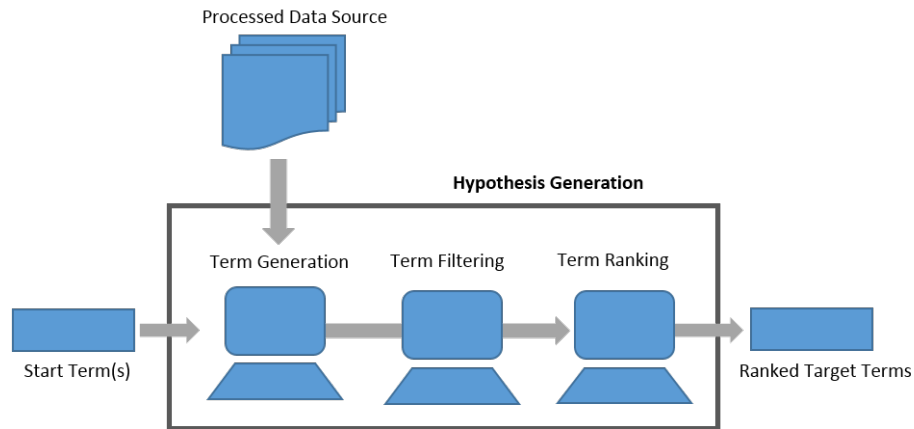 Processed Data Source
Hypothesis Generation
Term Generation
Term Filtering
Term Ranking
Start Term(s)
Ranked Target Terms